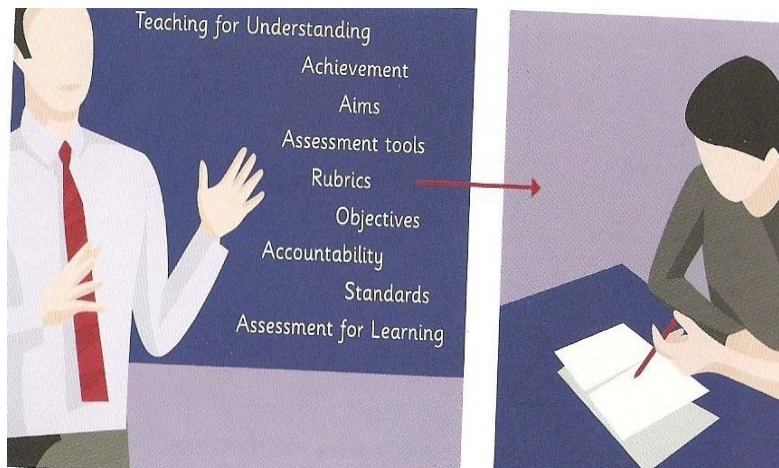 Teaching for Understanding
Achievement
Aims
Assessment tools
Rubrics
Objectives
Accountability
Standards
Assessment for Learning